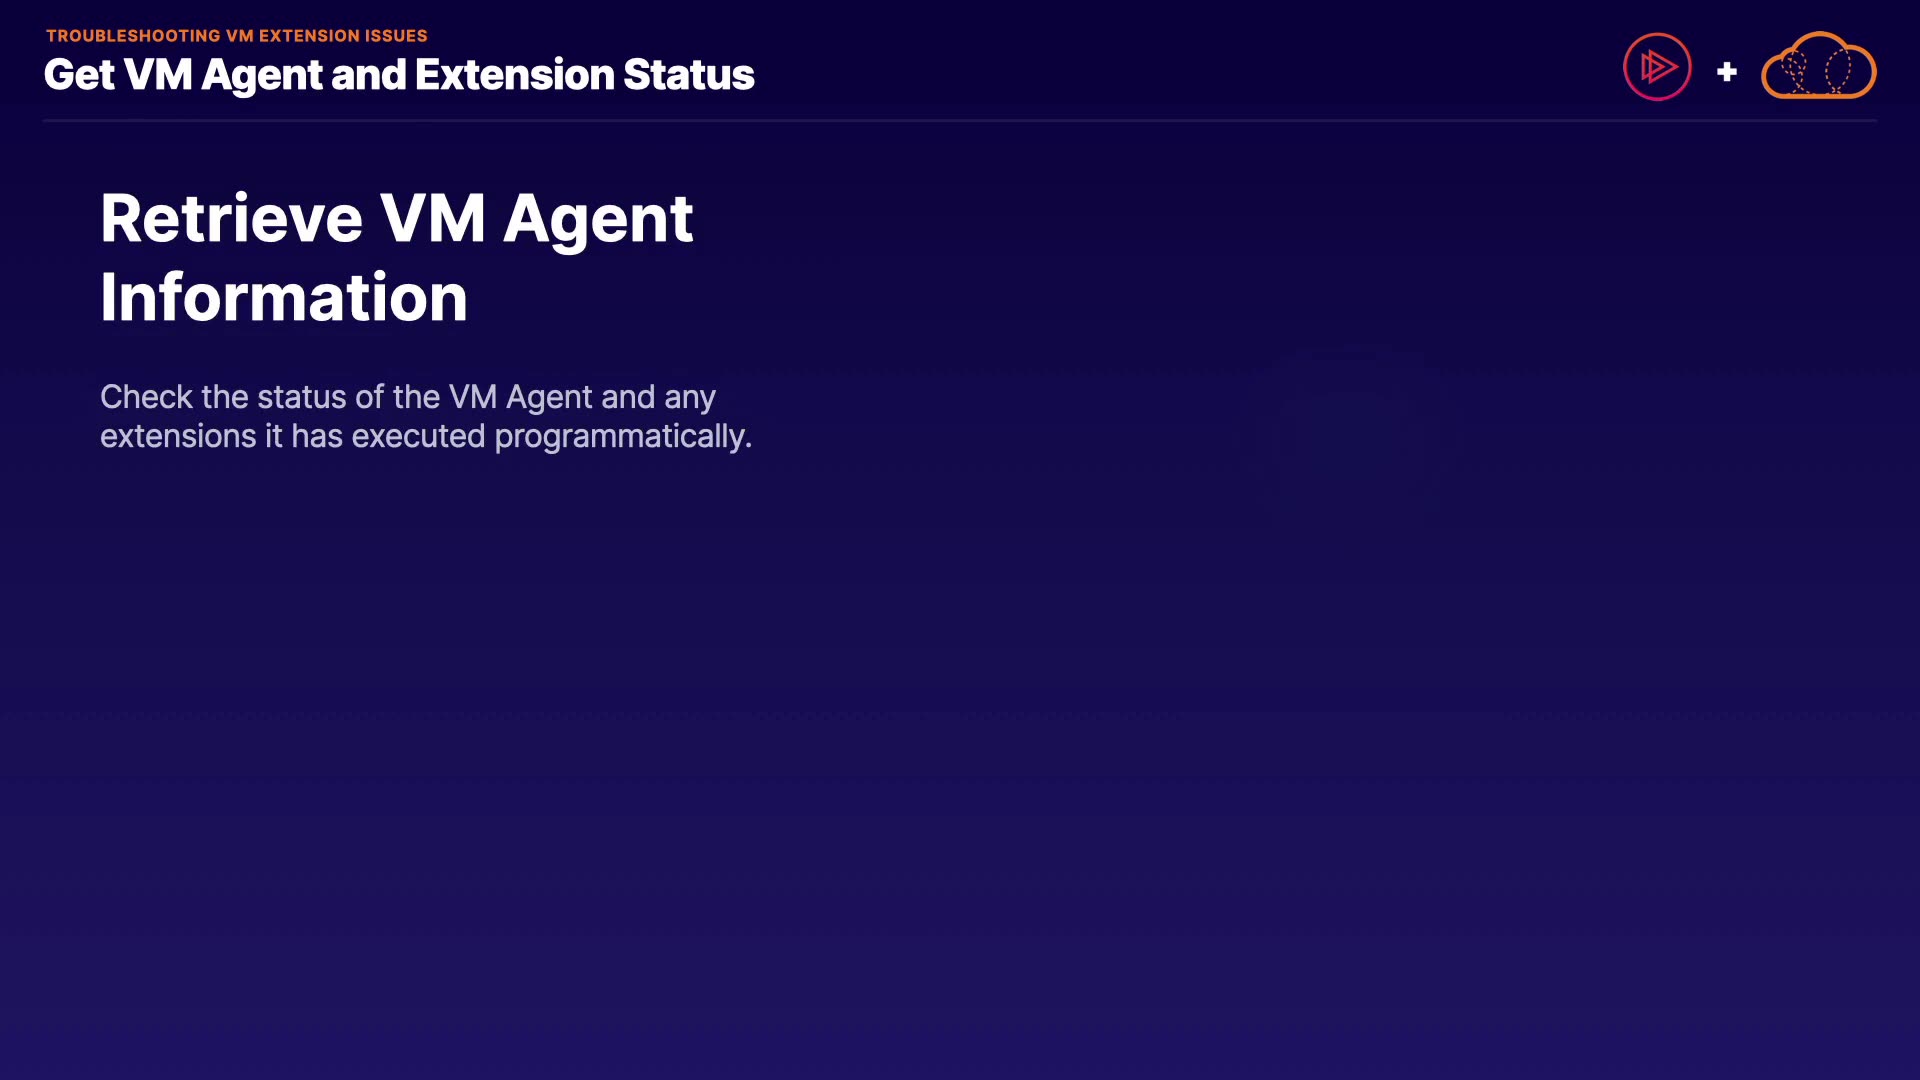 TROUBLESHOOTING VM EXTENSION ISSUES
Get VM Agent and Extension Status
+
Retrieve VM Agent
Information
Check the status of the VM Agent and any
extensions it has executed programmatically.